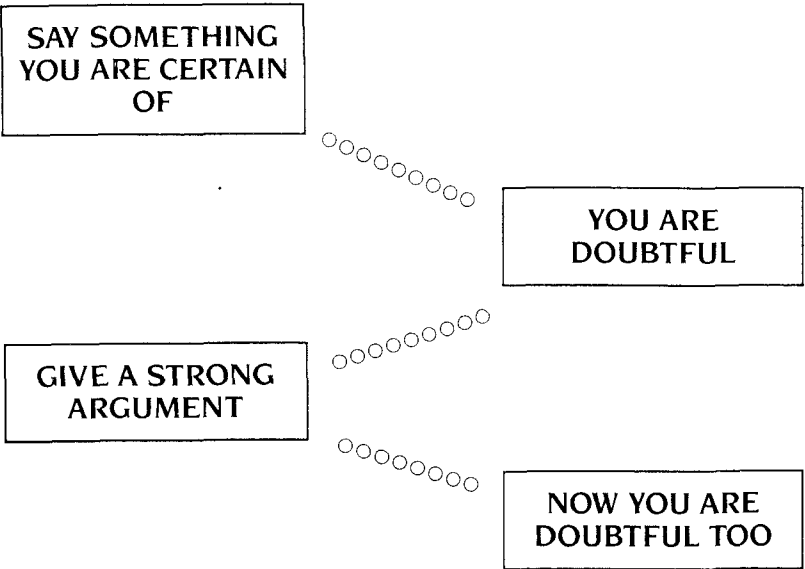 SAY SOMETHING
YOU ARE CERTAIN
OF
YOU ARE
DOUBTFUL
GIVE A STRONG
ARGUMENT
NOW YOU ARE
DOUBTFUL TOO